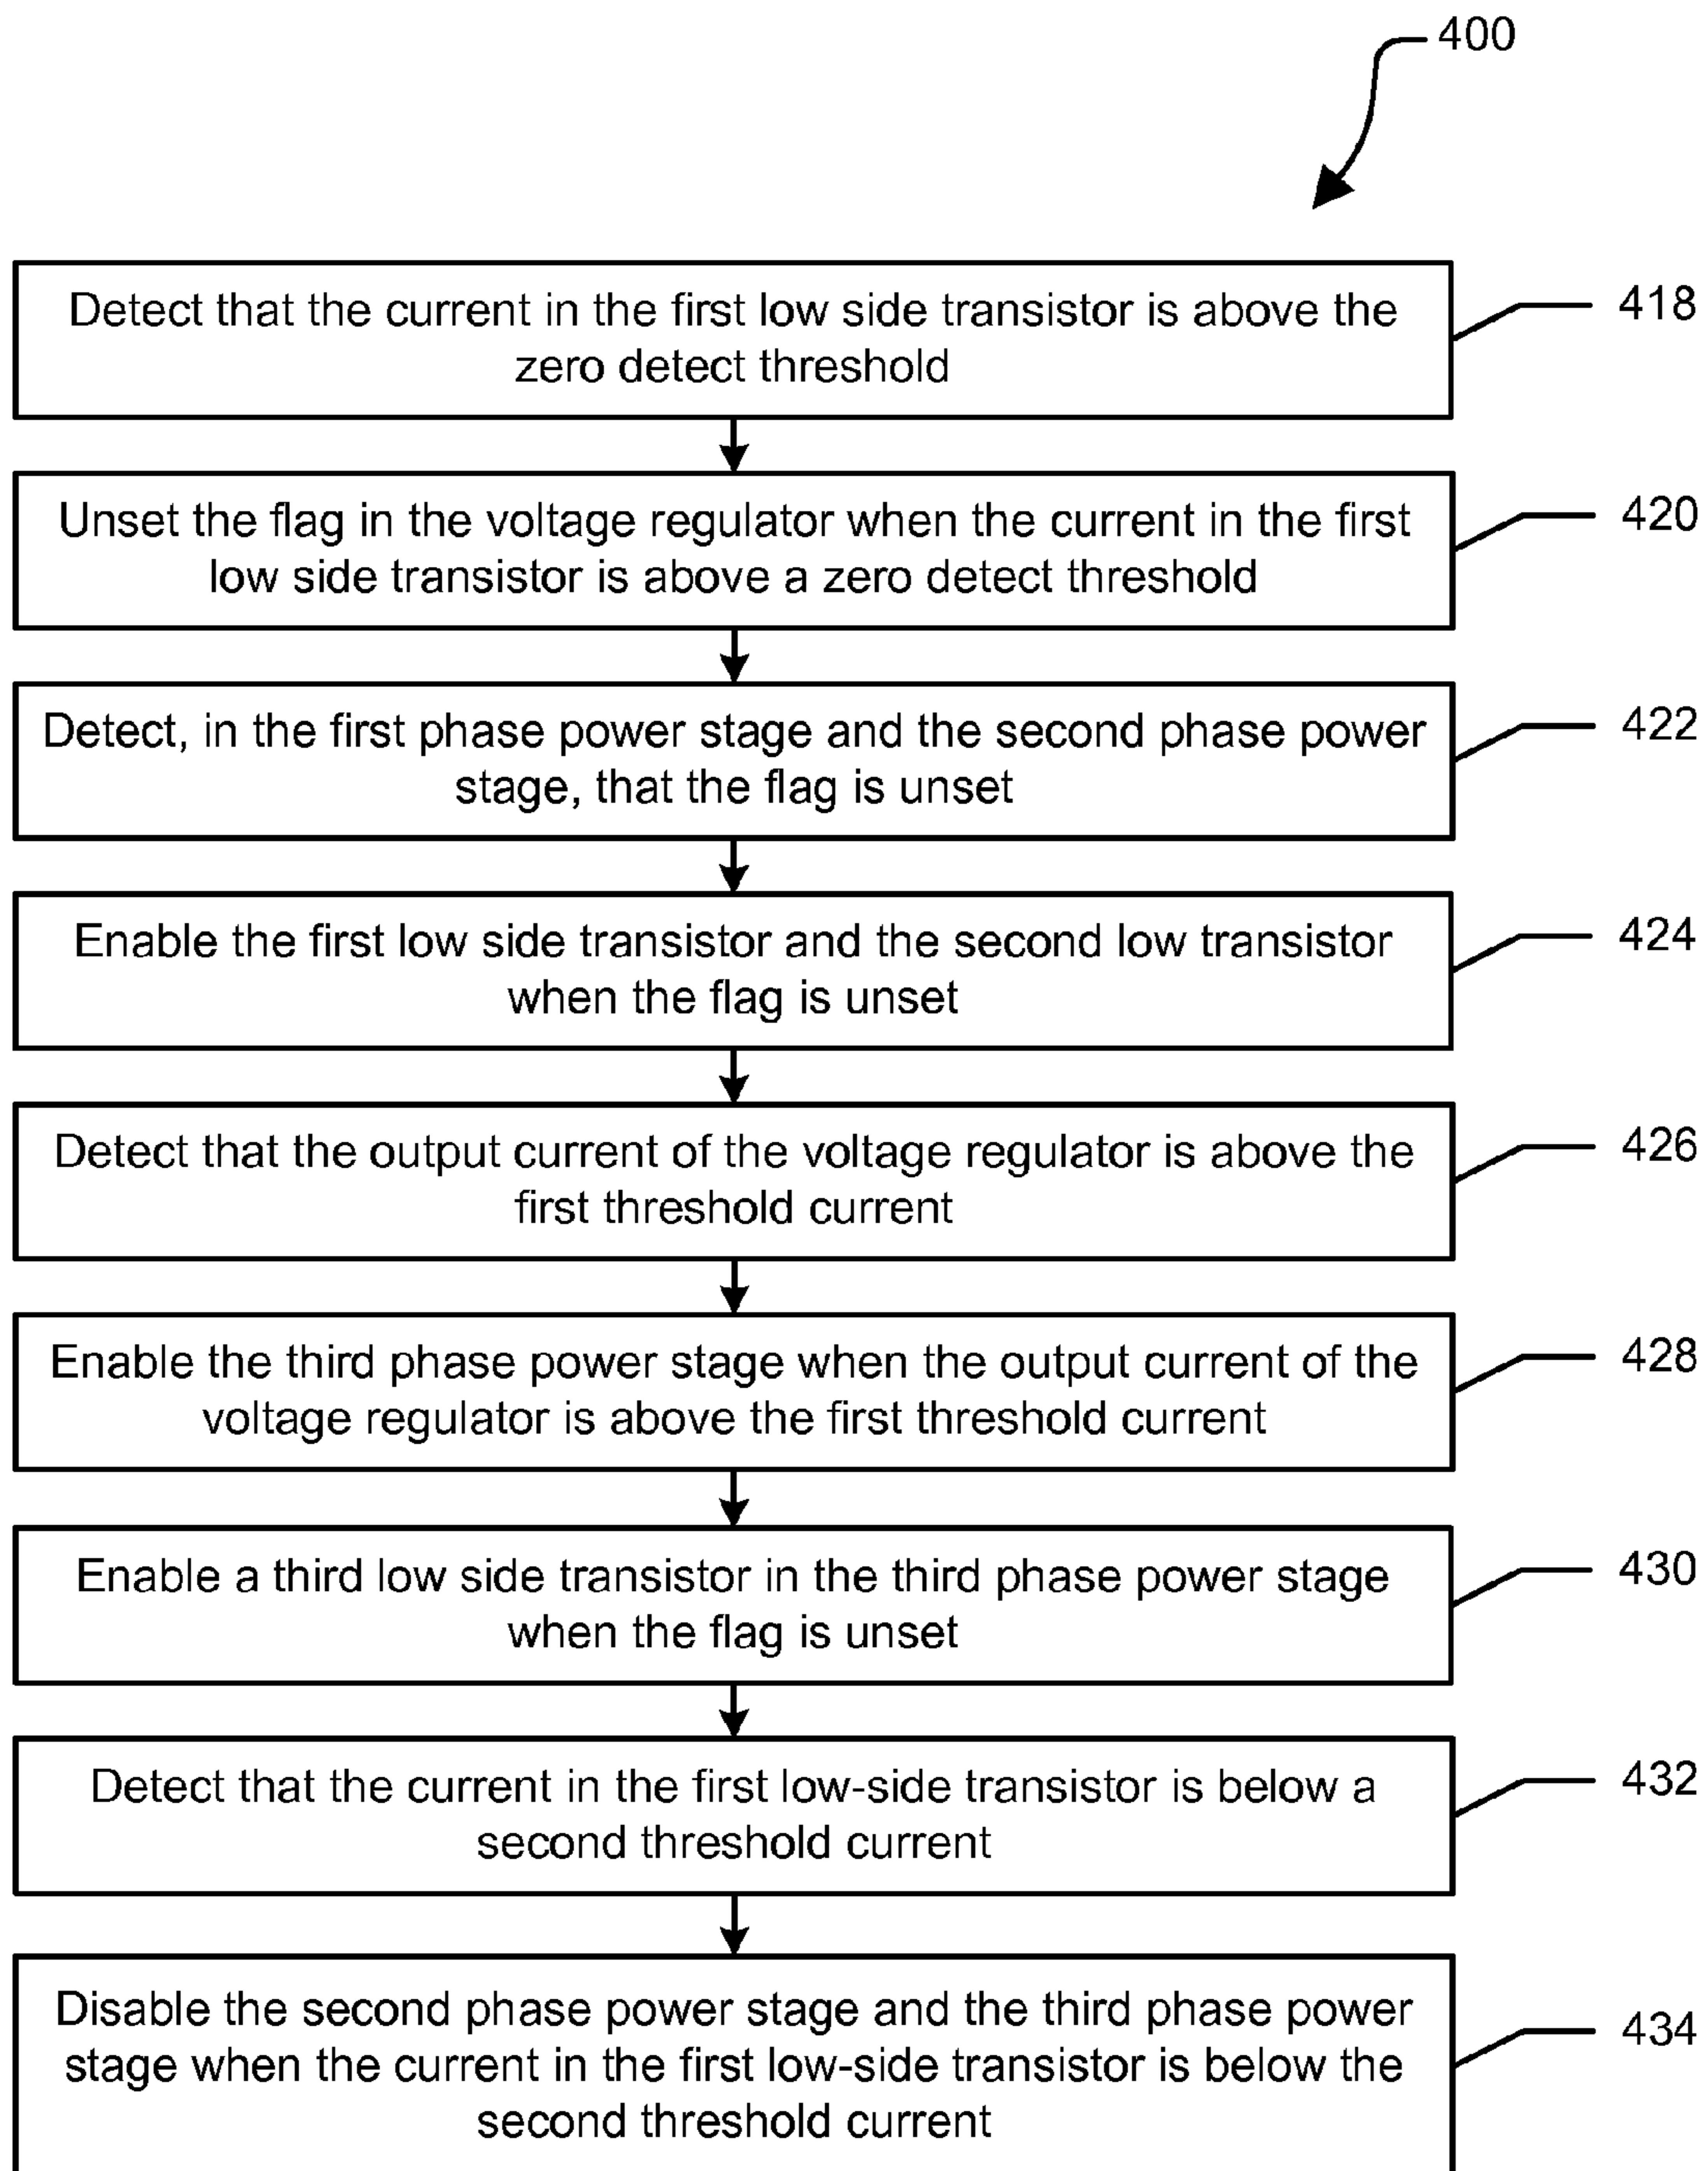 400
Detect that the current in the first low side transistor is above the
zero detect threshold
418
Unset the flag in the voltage regulator when the current in the first
low side transistor is above a zero detect threshold
420
Detect, in the first phase power stage and the second phase power
stage, that the flag is unset
422
Enable the first low side transistor and the second low transistor
when the flag is unset
424
Detect that the output current of the voltage regulator is above the
first threshold current
426
Enable the third phase power stage when the output current of the
voltage regulator is above the first threshold current
428
Enable a third low side transistor in the third phase power stage
when the flag is unset
430
Detect that the current in the first low-side transistor is below a
second threshold current
432
Disable the second phase power stage and the third phase power
stage when the current in the first low-side transistor is below the
second threshold current
434